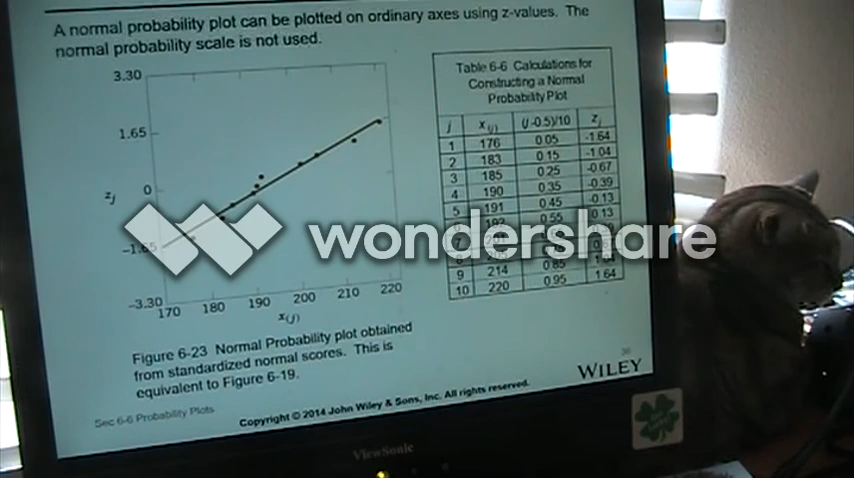 A normal probability plot can be plotted on ordinary axes using z-values. The
normal probability scale is not used.
3.30
1.65
0
-1.65
-3.30
zj
170 180 190 200 210 220
x(j)
Figure 6-23 Normal Probability plot obtained
from standardized normal scores. This is
equivalent to Figure 6-19.
Table 6-6 Calculations for
Constructing a Normal
Probability Plot
j x(j) (j-0.5)/10 zj
1 176 0.05 -1.64
2 183 0.15 -1.04
3 185 0.25 -0.67
4 190 0.35 -0.39
5 191 0.45 -0.13
192 0.55 0.13
9 214 0.85 1.04
10 220 0.95 1.64
wondershare
36
WILEY
Sec 6-6 Probability Plots
Copyright © 2014 John Wiley & Sons, Inc. All rights reserved.
ViewSonic